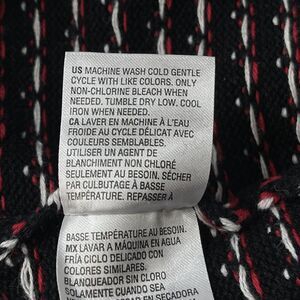 US MACHINE WASH COLD GENTLE
CYCLE WITH LIKE COLORS. ONLY
NON-CHLORINE BLEACH WHEN
NEEDED. TUMBLE DRY LOW. COOL
IRON WHEN NEEDED.
CA LAVER EN MACHINE À L'EAU
FROIDE AU CYCLE DÉLICAT AVEC
COULEURS SEMBLABLES.
UTILISER UN AGENT DE
BLANCHIMENT NON CHLORÉ
SEULEMENT AU BESOIN. SÉCHER
PAR CULBUTAGE À BASSE
TEMPÉRATURE. REPASSER À
BASSE TEMPÉRATURE AU BESOIN.
MX LAVAR A MÁQUINA EN AGUA
FRÍA CICLO DELICADO CON
COLORES SIMILARES.
BLANQUEADOR SIN CLORO
SOLAMENTE CUANDO SEA
EN SECADORA